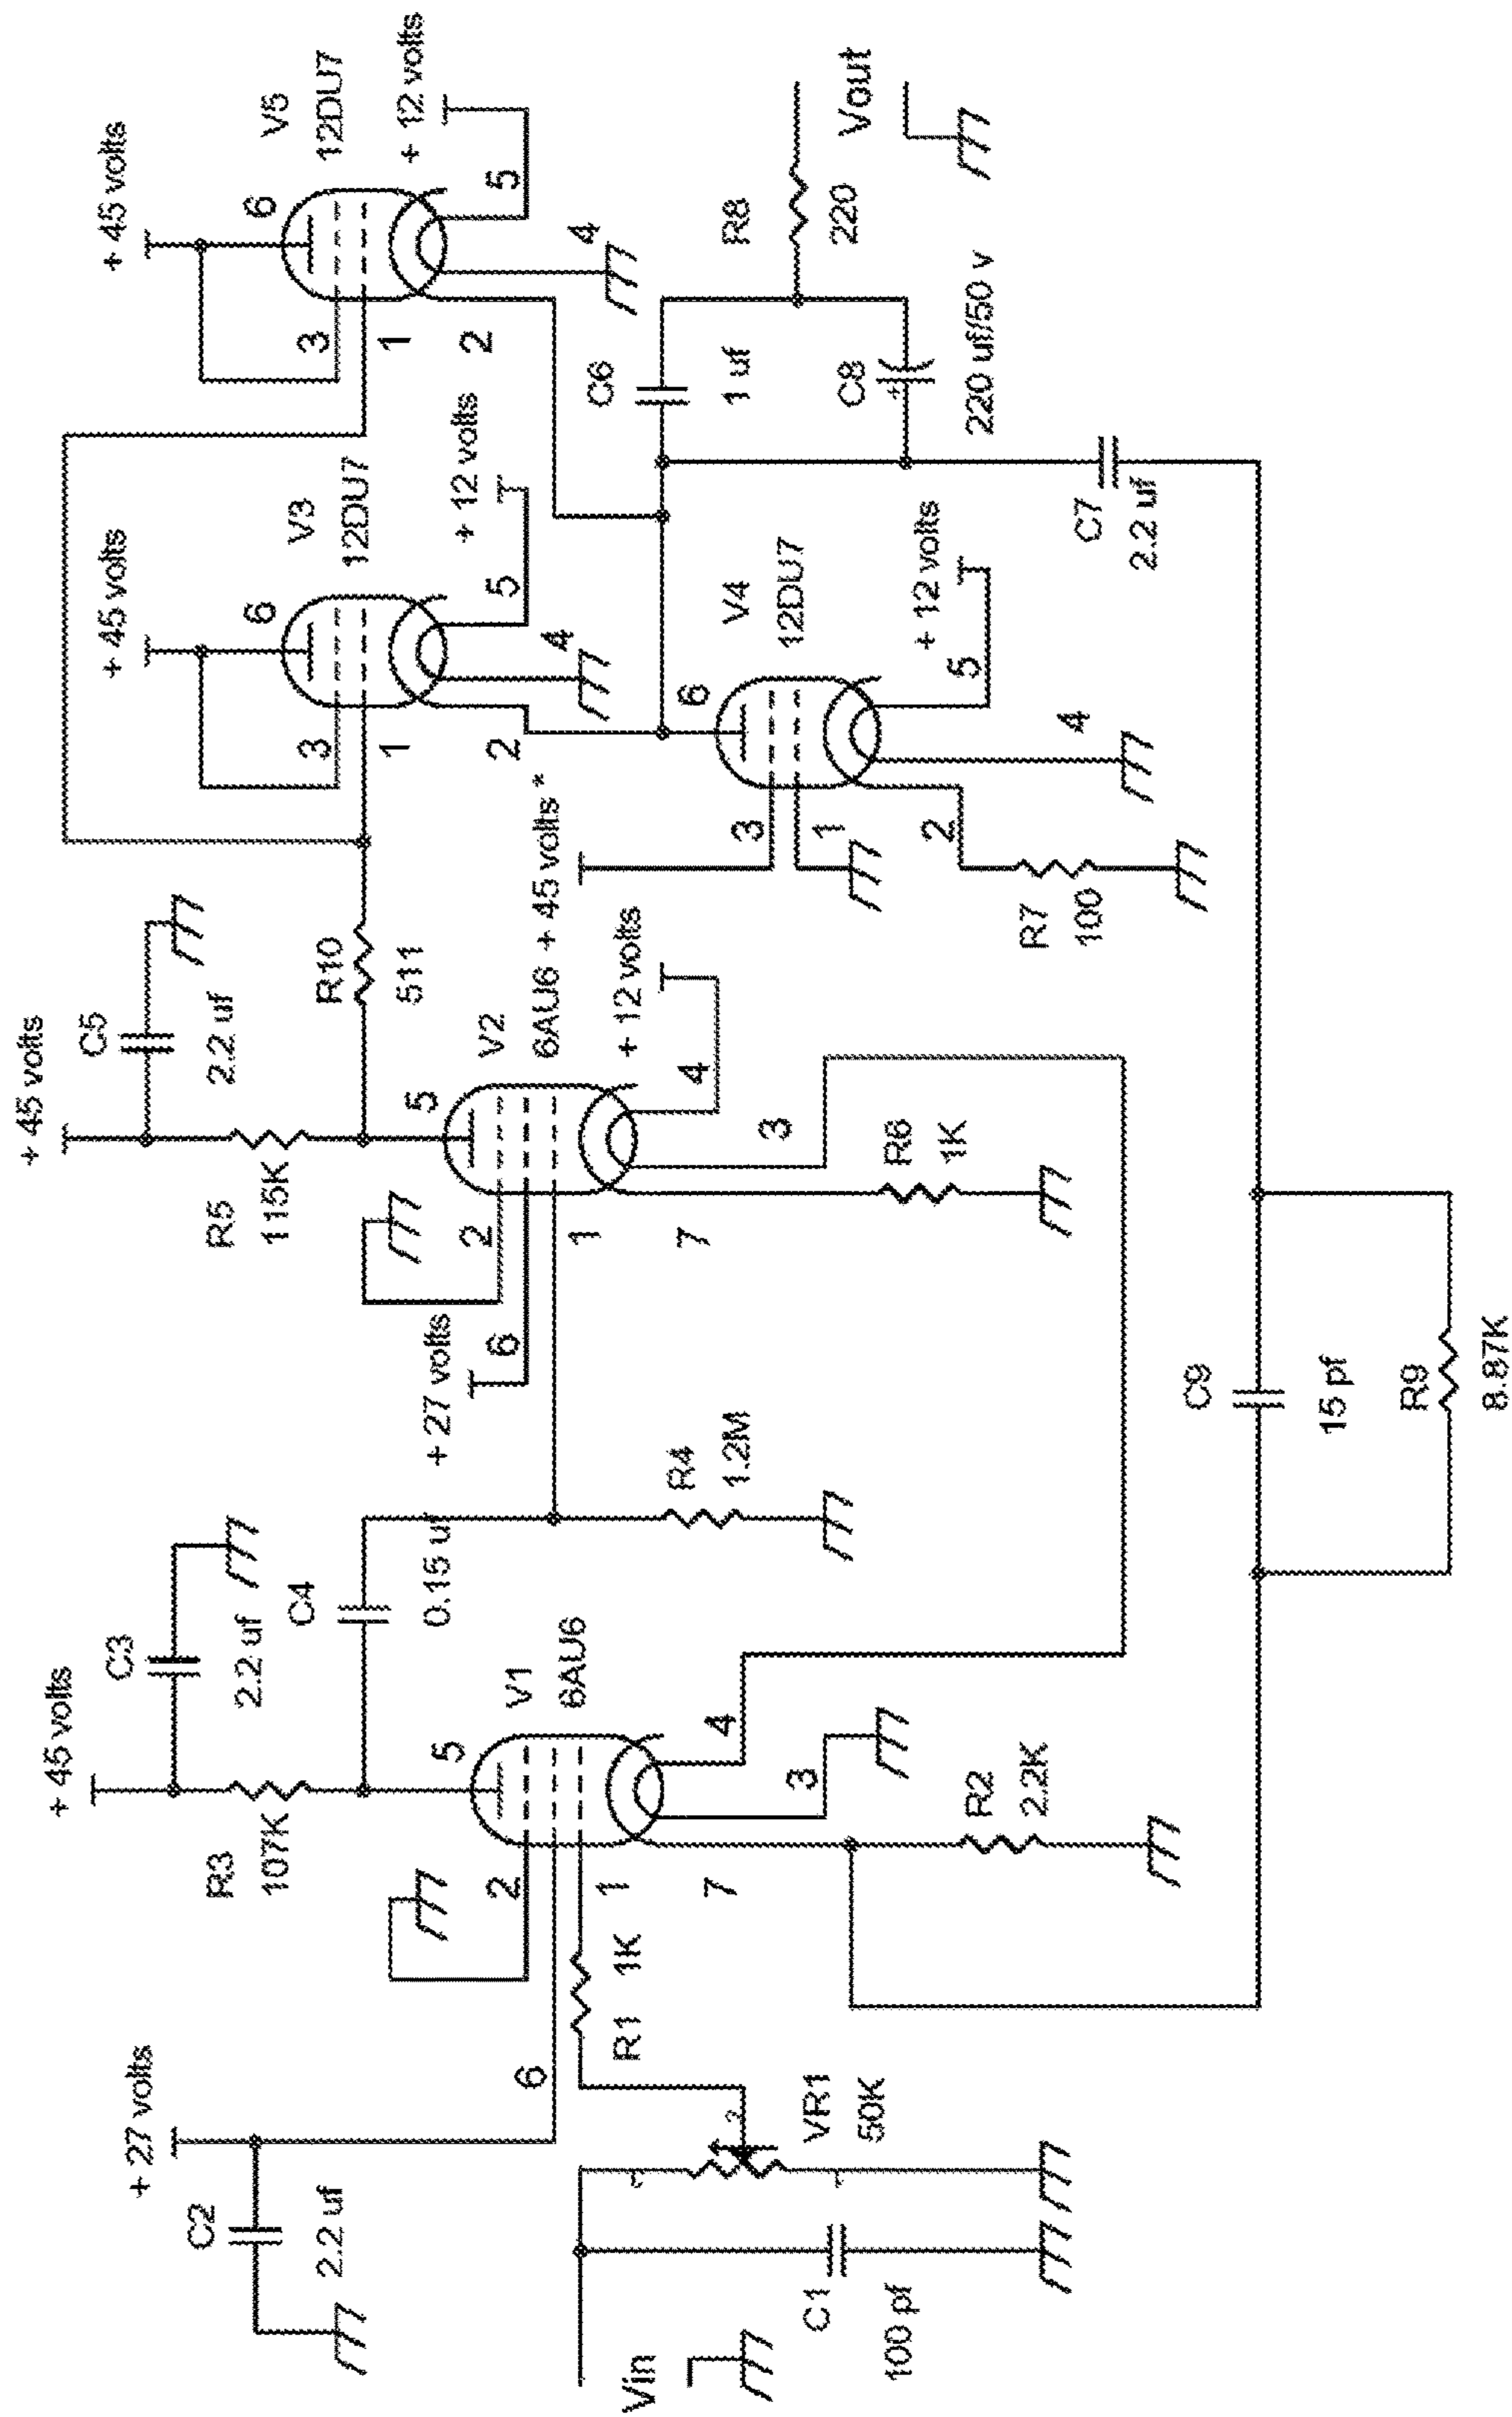 + 27 volts
C2
2.2 uf
Vin
C1
100 pf
VR1
50K
2
R1
1K
6
+ 45 volts
C3
2.2 uf
R3
107K
5
V1
6AU6
2
1
7
4
3
R2
2.2K
C4
0.15 uf
R4
1.2M
+ 27 volts
6
+ 45 volts
C5
2.2 uf
R5
115K
5
V2
6AU6
2
1
7
+ 12 volts
4
3
R6
1K
R10
511
+ 45 volts
6
V3
12DU7
3
1
2
+ 12 volts
5
4
+ 45 volts *
6
V4
12DU7
3
1
2
+ 12 volts
5
4
R7
100
+ 45 volts
6
V5
12DU7
3
1
2
+ 12 volts
5
4
C6
1 uf
C8
+
220 uf/50 v
R8
220
Vout
C7
2.2 uf
C9
15 pf
R9
8.87K